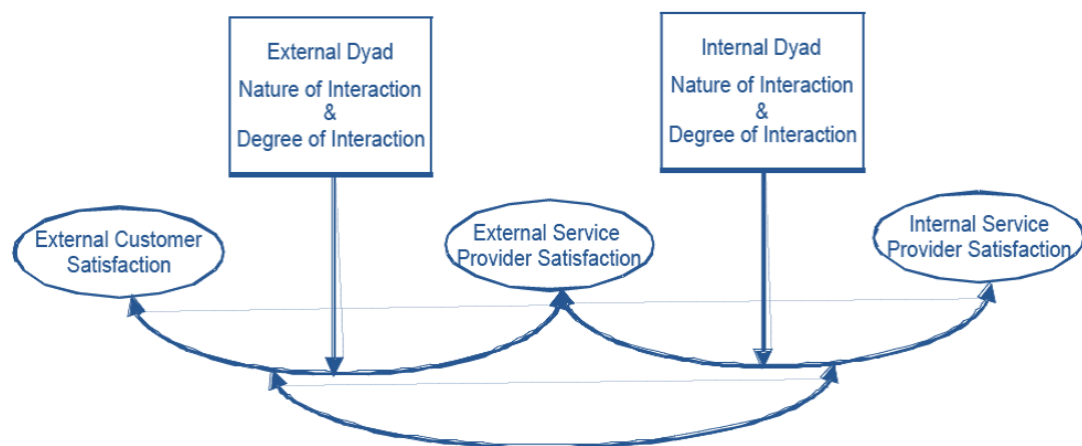 External Dyad
Nature of Interaction
&
Degree of Interaction
Internal Dyad
Nature of Interaction
&
Degree of Interaction
External Customer
Satisfaction
External Service
Provider Satisfaction
Internal Service
Provider Satisfaction